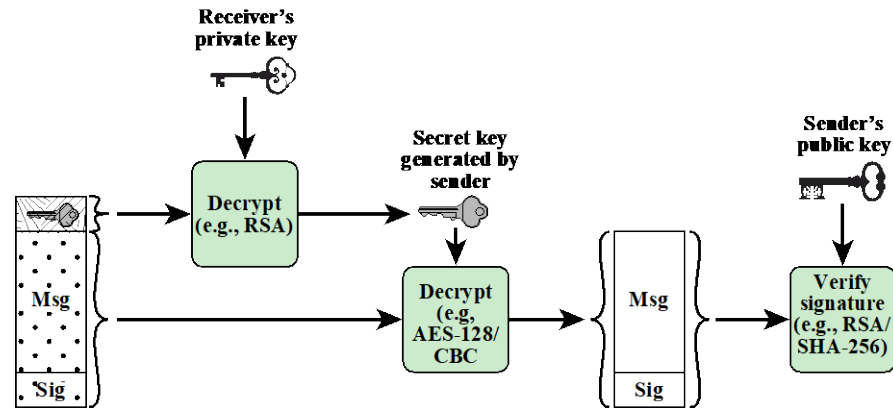 Receiver's
private key
Secret key
generated by
sender
Sender's
public key
Decrypt
(e.g., RSA)
Msg
Sig
Decrypt
(e.g,
AES-128/
CBC
Msg
Sig
Verify
signature
(e.g., RSA/
SHA-256)